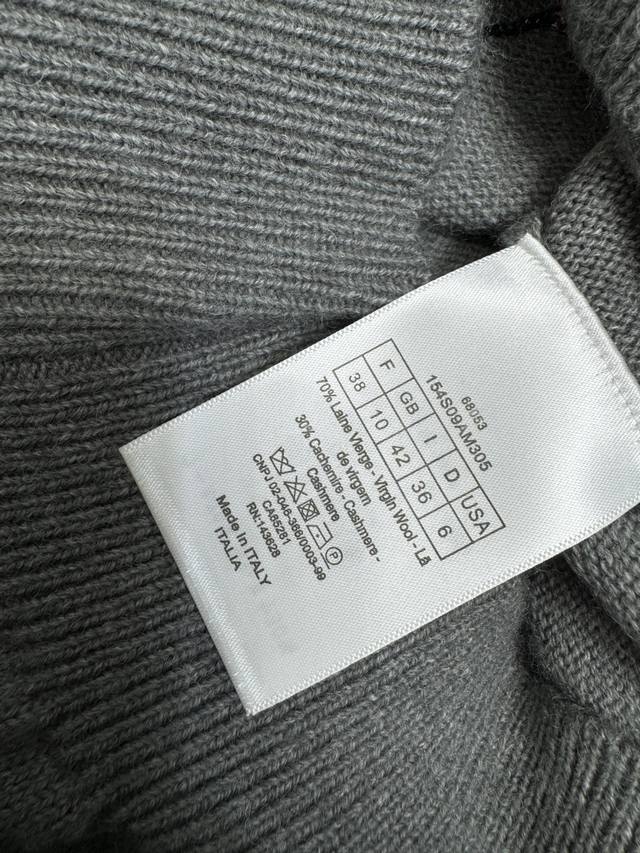 68053
154S09AM305
F GB I D USA
38 10 42 36 6
70% Laine Vierge - Virgin Wool - Lã
de virgem
30% Cachemire - Cashmere -
Cashmere
CNPJ 02-046-386/0003-99
CA65281
RN:143628
Made in ITALY
ITALIA